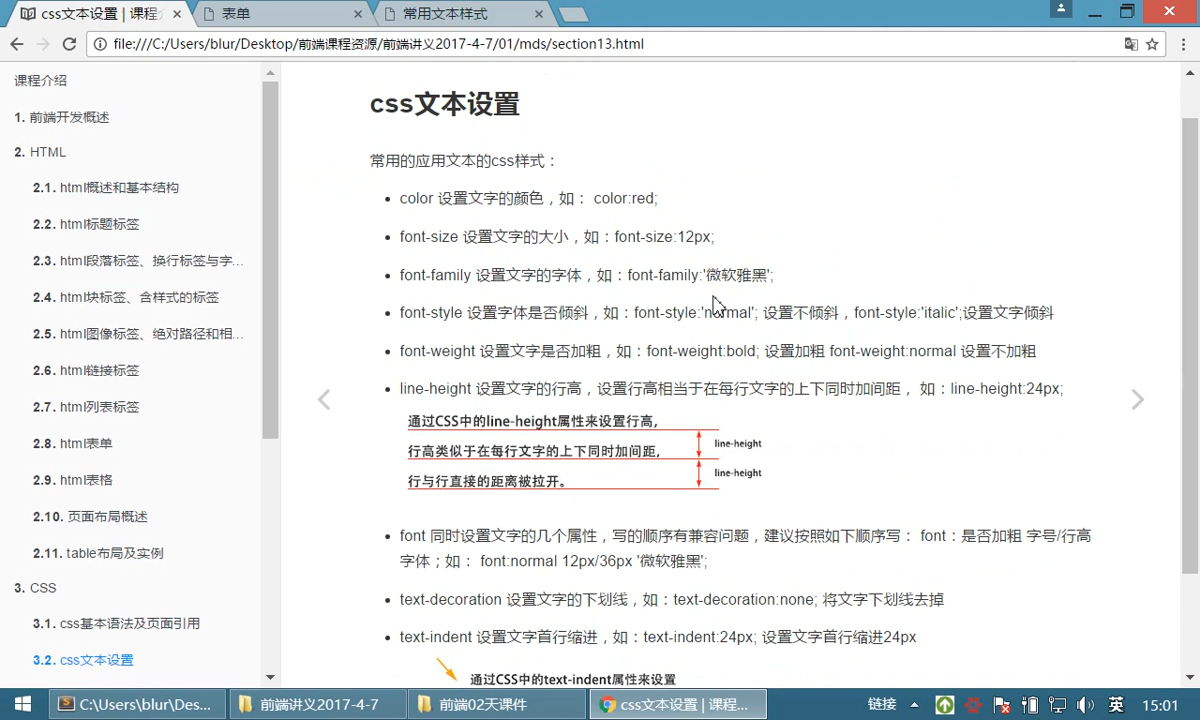 css文本设置 | 课程
表单
常用文本样式
file:///C:/Users/blur/Desktop/前端课程资源/前端讲义2017-4-7/01/mds/section13.html
课程介绍
1. 前端开发概述
2. HTML
2.1. html概述和基本结构
2.2. html标题标签
2.3. html段落标签、换行标签与字...
2.4. html块标签、含样式的标签
2.5. html图像标签、绝对路径和相...
2.6. html链接标签
2.7. html列表标签
2.8. html表单
2.9. html表格
2.10. 页面布局概述
2.11. table布局及实例
3. CSS
3.1. css基本语法及页面引用
3.2. css文本设置
css文本设置
常用的应用文本的css样式：
color 设置文字的颜色，如： color:red;
font-size 设置文字的大小，如：font-size:12px;
font-family 设置文字的字体，如：font-family:'微软雅黑';
font-style 设置字体是否倾斜，如：font-style:'normal'; 设置不倾斜，font-style:'italic';设置文字倾斜
font-weight 设置文字是否加粗，如：font-weight:bold; 设置加粗 font-weight:normal 设置不加粗
line-height 设置文字的行高，设置行高相当于在每行文字的上下同时加间距， 如：line-height:24px;
通过CSS中的line-height属性来设置行高,
行高类似于在每行文字的上下同时加间距,
行与行直接的距离被拉开。
line-height
line-height
font 同时设置文字的几个属性，写的顺序有兼容问题，建议按照如下顺序写： font：是否加粗 字号/行高
字体；如： font:normal 12px/36px '微软雅黑';
text-decoration 设置文字的下划线，如：text-decoration:none; 将文字下划线去掉
text-indent 设置文字首行缩进，如：text-indent:24px; 设置文字首行缩进24px
通过CSS中的text-indent属性来设置
C:\Users\blur\Des...
前端讲义2017-4-7
前端02天课件
css文本设置 | 课程...
链接
英
15:01